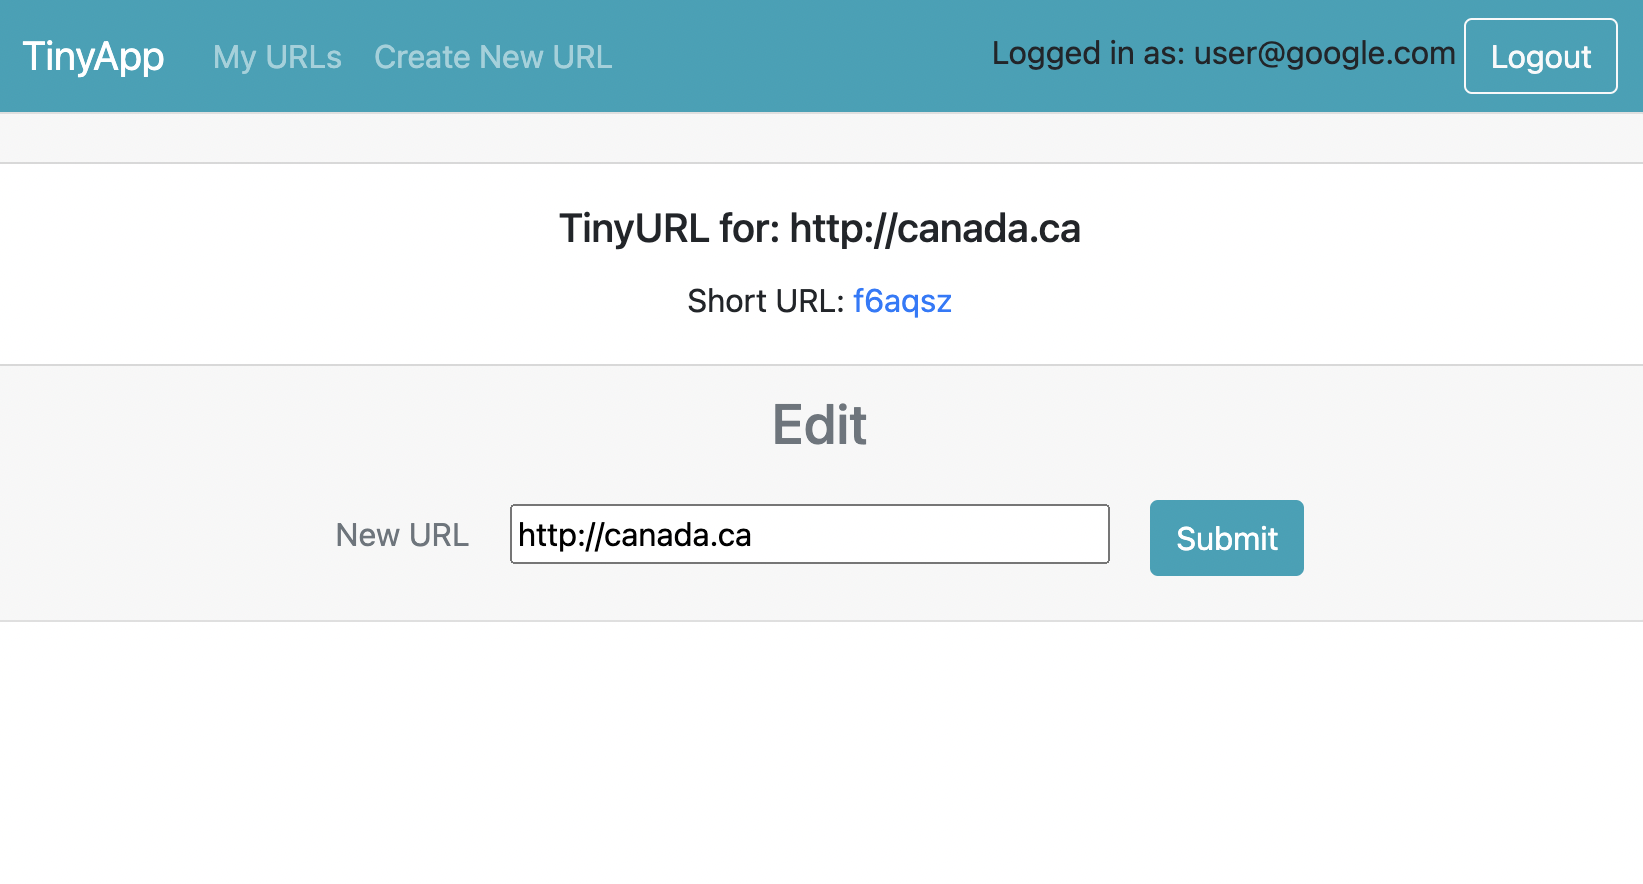 TinyApp My URLs Create New URL Logged in as: user@google.com Logout
TinyURL for: http://canada.ca
Short URL: f6aqsz
Edit
New URL http://canada.ca Submit